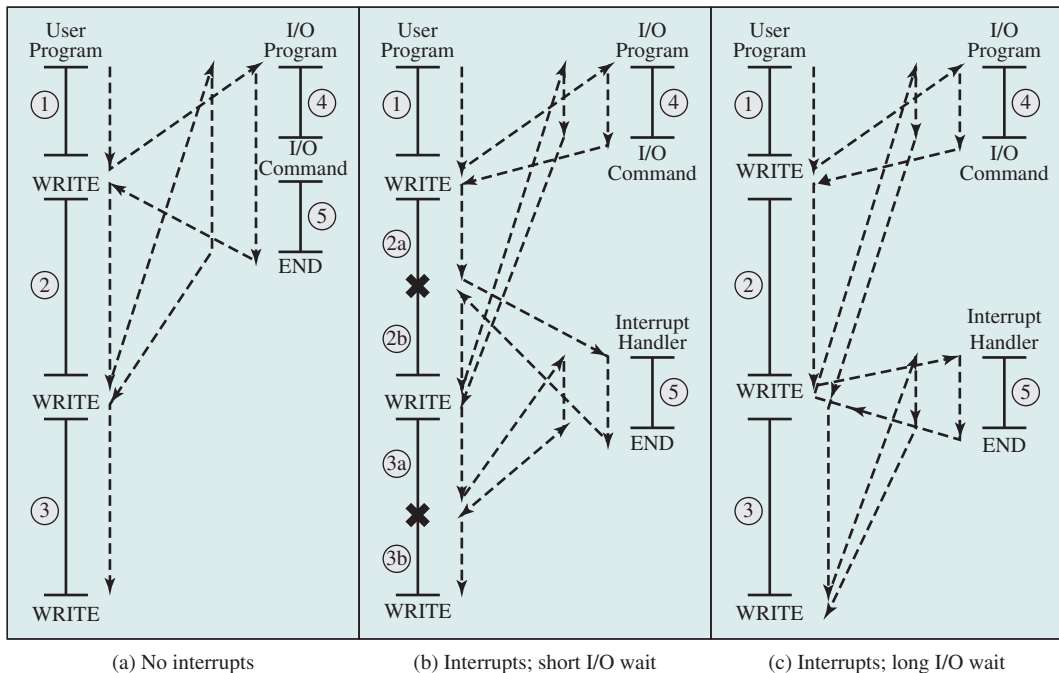 User
Program
I/O
Program
1
4
I/O
Command
WRITE
5
2
END
WRITE
3
WRITE
(a) No interrupts
User
Program
I/O
Program
1
4
WRITE
I/O
Command
2a
2b
Interrupt
Handler
5
WRITE
END
3a
3b
WRITE
(b) Interrupts; short I/O wait
User
Program
I/O
Program
1
4
WRITE
I/O
Command
2
Interrupt
Handler
5
WRITE
END
3
WRITE
(c) Interrupts; long I/O wait